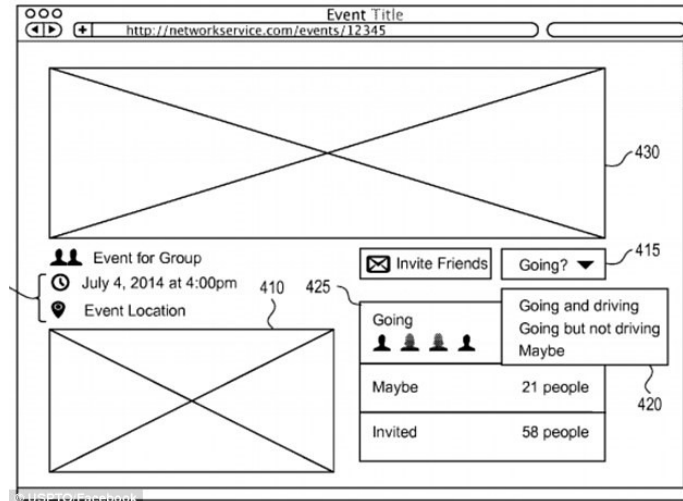 Event Title
http://networkservice.com/events/12345
430
Event for Group
Invite Friends
Going?
415
July 4, 2014 at 4:00pm
410
425
Event Location
Going and driving
Going but not driving
Maybe
Going
420
Maybe 21 people
Invited 58 people
© USPTO/Facebook